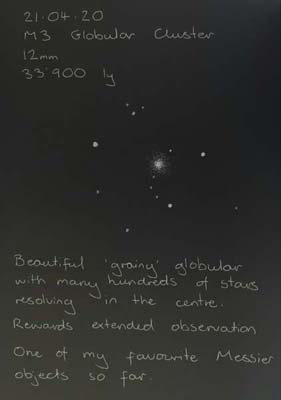 21.04.20
M3 Globular Cluster
12mm
33'900 ly
Beautiful 'grainy' globular
with many hundreds of stars
resolving in the centre.
Rewards extended observation
One of my favourite Messier
objects so far.